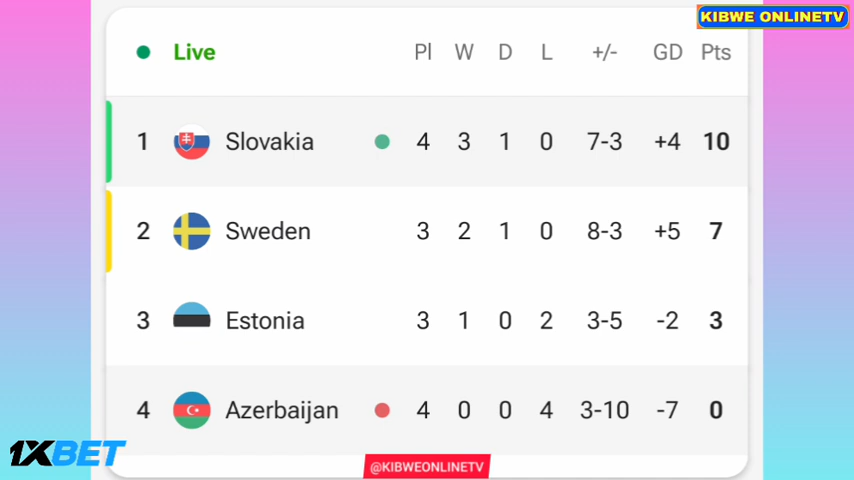 KIBWE ONLINETV
Live Pl W D L +/- GD Pts
1 Slovakia 4 3 1 0 7-3 +4 10
2 Sweden 3 2 1 0 8-3 +5 7
3 Estonia 3 1 0 2 3-5 -2 3
4 Azerbaijan 4 0 0 4 3-10 -7 0
1XBET
@KIBWEONLINETV